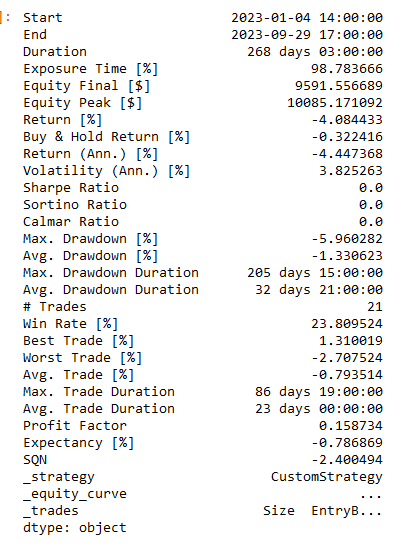 ]: Start 2023-01-04 14:00:00
End 2023-09-29 17:00:00
Duration 268 days 03:00:00
Exposure Time [%] 98.783666
Equity Final [$] 9591.556689
Equity Peak [$] 10085.171092
Return [%] -4.084433
Buy & Hold Return [%] -0.322416
Return (Ann.) [%] -4.447368
Volatility (Ann.) [%] 3.825263
Sharpe Ratio 0.0
Sortino Ratio 0.0
Calmar Ratio 0.0
Max. Drawdown [%] -5.960282
Avg. Drawdown [%] -1.330623
Max. Drawdown Duration 205 days 15:00:00
Avg. Drawdown Duration 32 days 21:00:00
# Trades 21
Win Rate [%] 23.809524
Best Trade [%] 1.310019
Worst Trade [%] -2.707524
Avg. Trade [%] -0.793514
Max. Trade Duration 86 days 19:00:00
Avg. Trade Duration 23 days 00:00:00
Profit Factor 0.158734
Expectancy [%] -0.786869
SQN -2.400494
_strategy CustomStrategy
_equity_curve ...
_trades Size EntryB...
dtype: object